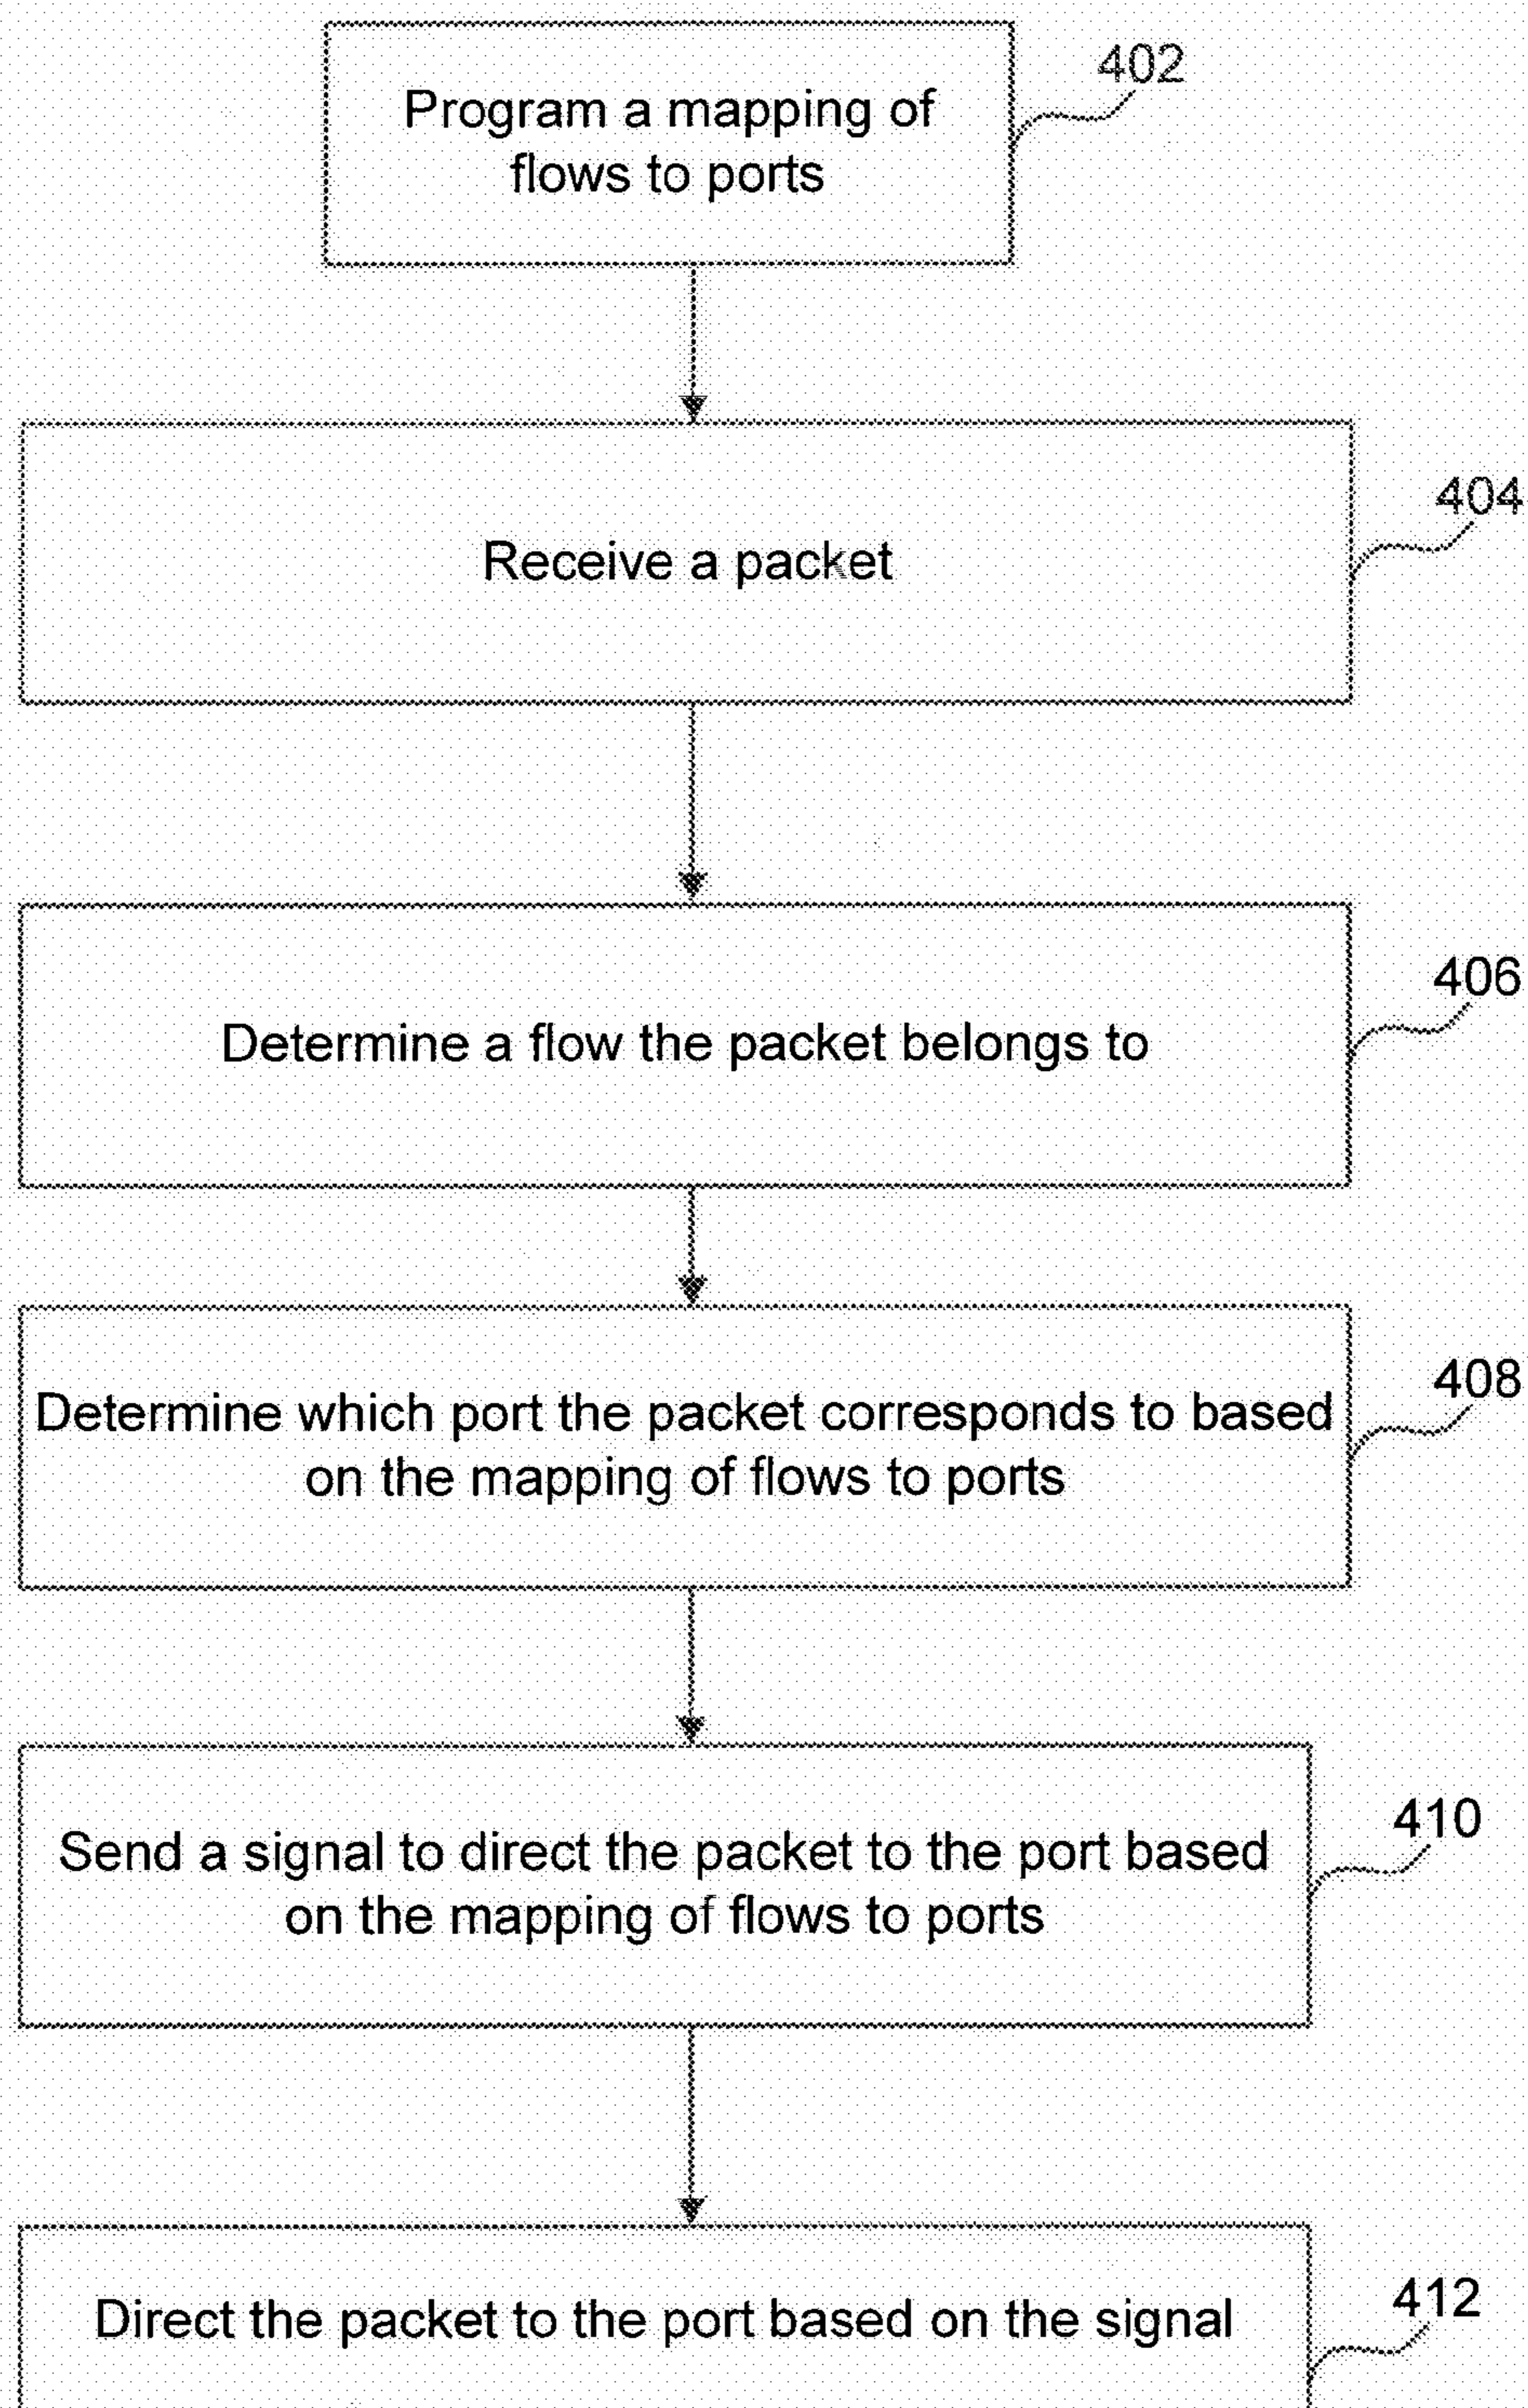 402
Program a mapping of
flows to ports
404
Receive a packet
406
Determine a flow the packet belongs to
408
Determine which port the packet corresponds to based
on the mapping of flows to ports
410
Send a signal to direct the packet to the port based
on the mapping of flows to ports
412
Direct the packet to the port based on the signal